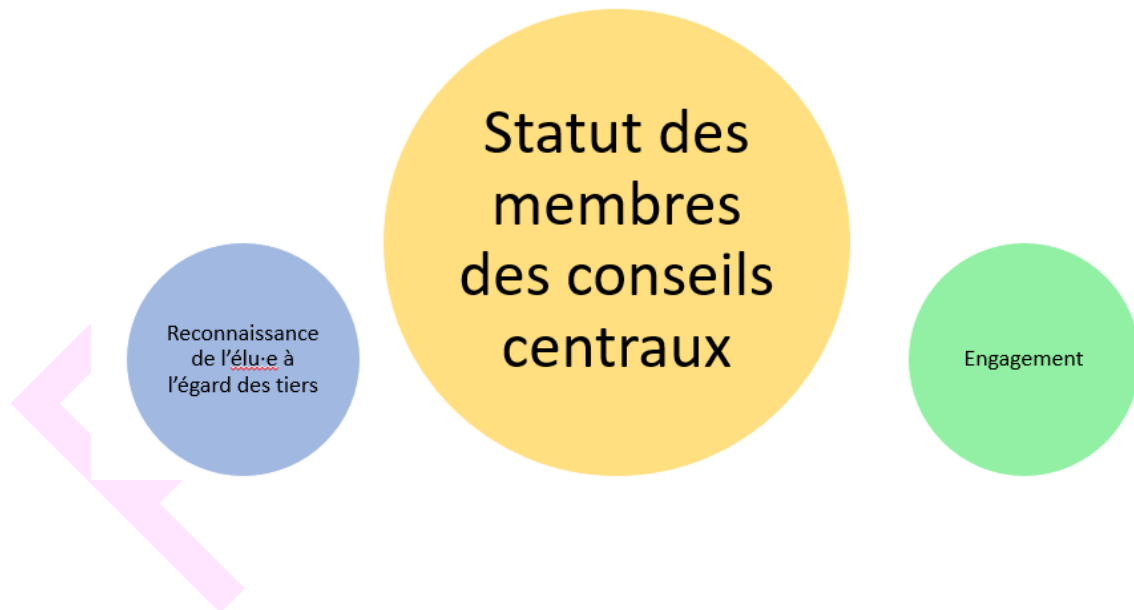 Statut des
membres
des conseils
centraux
Reconnaissance
de l'élu·e à
l'égard des tiers
Engagement